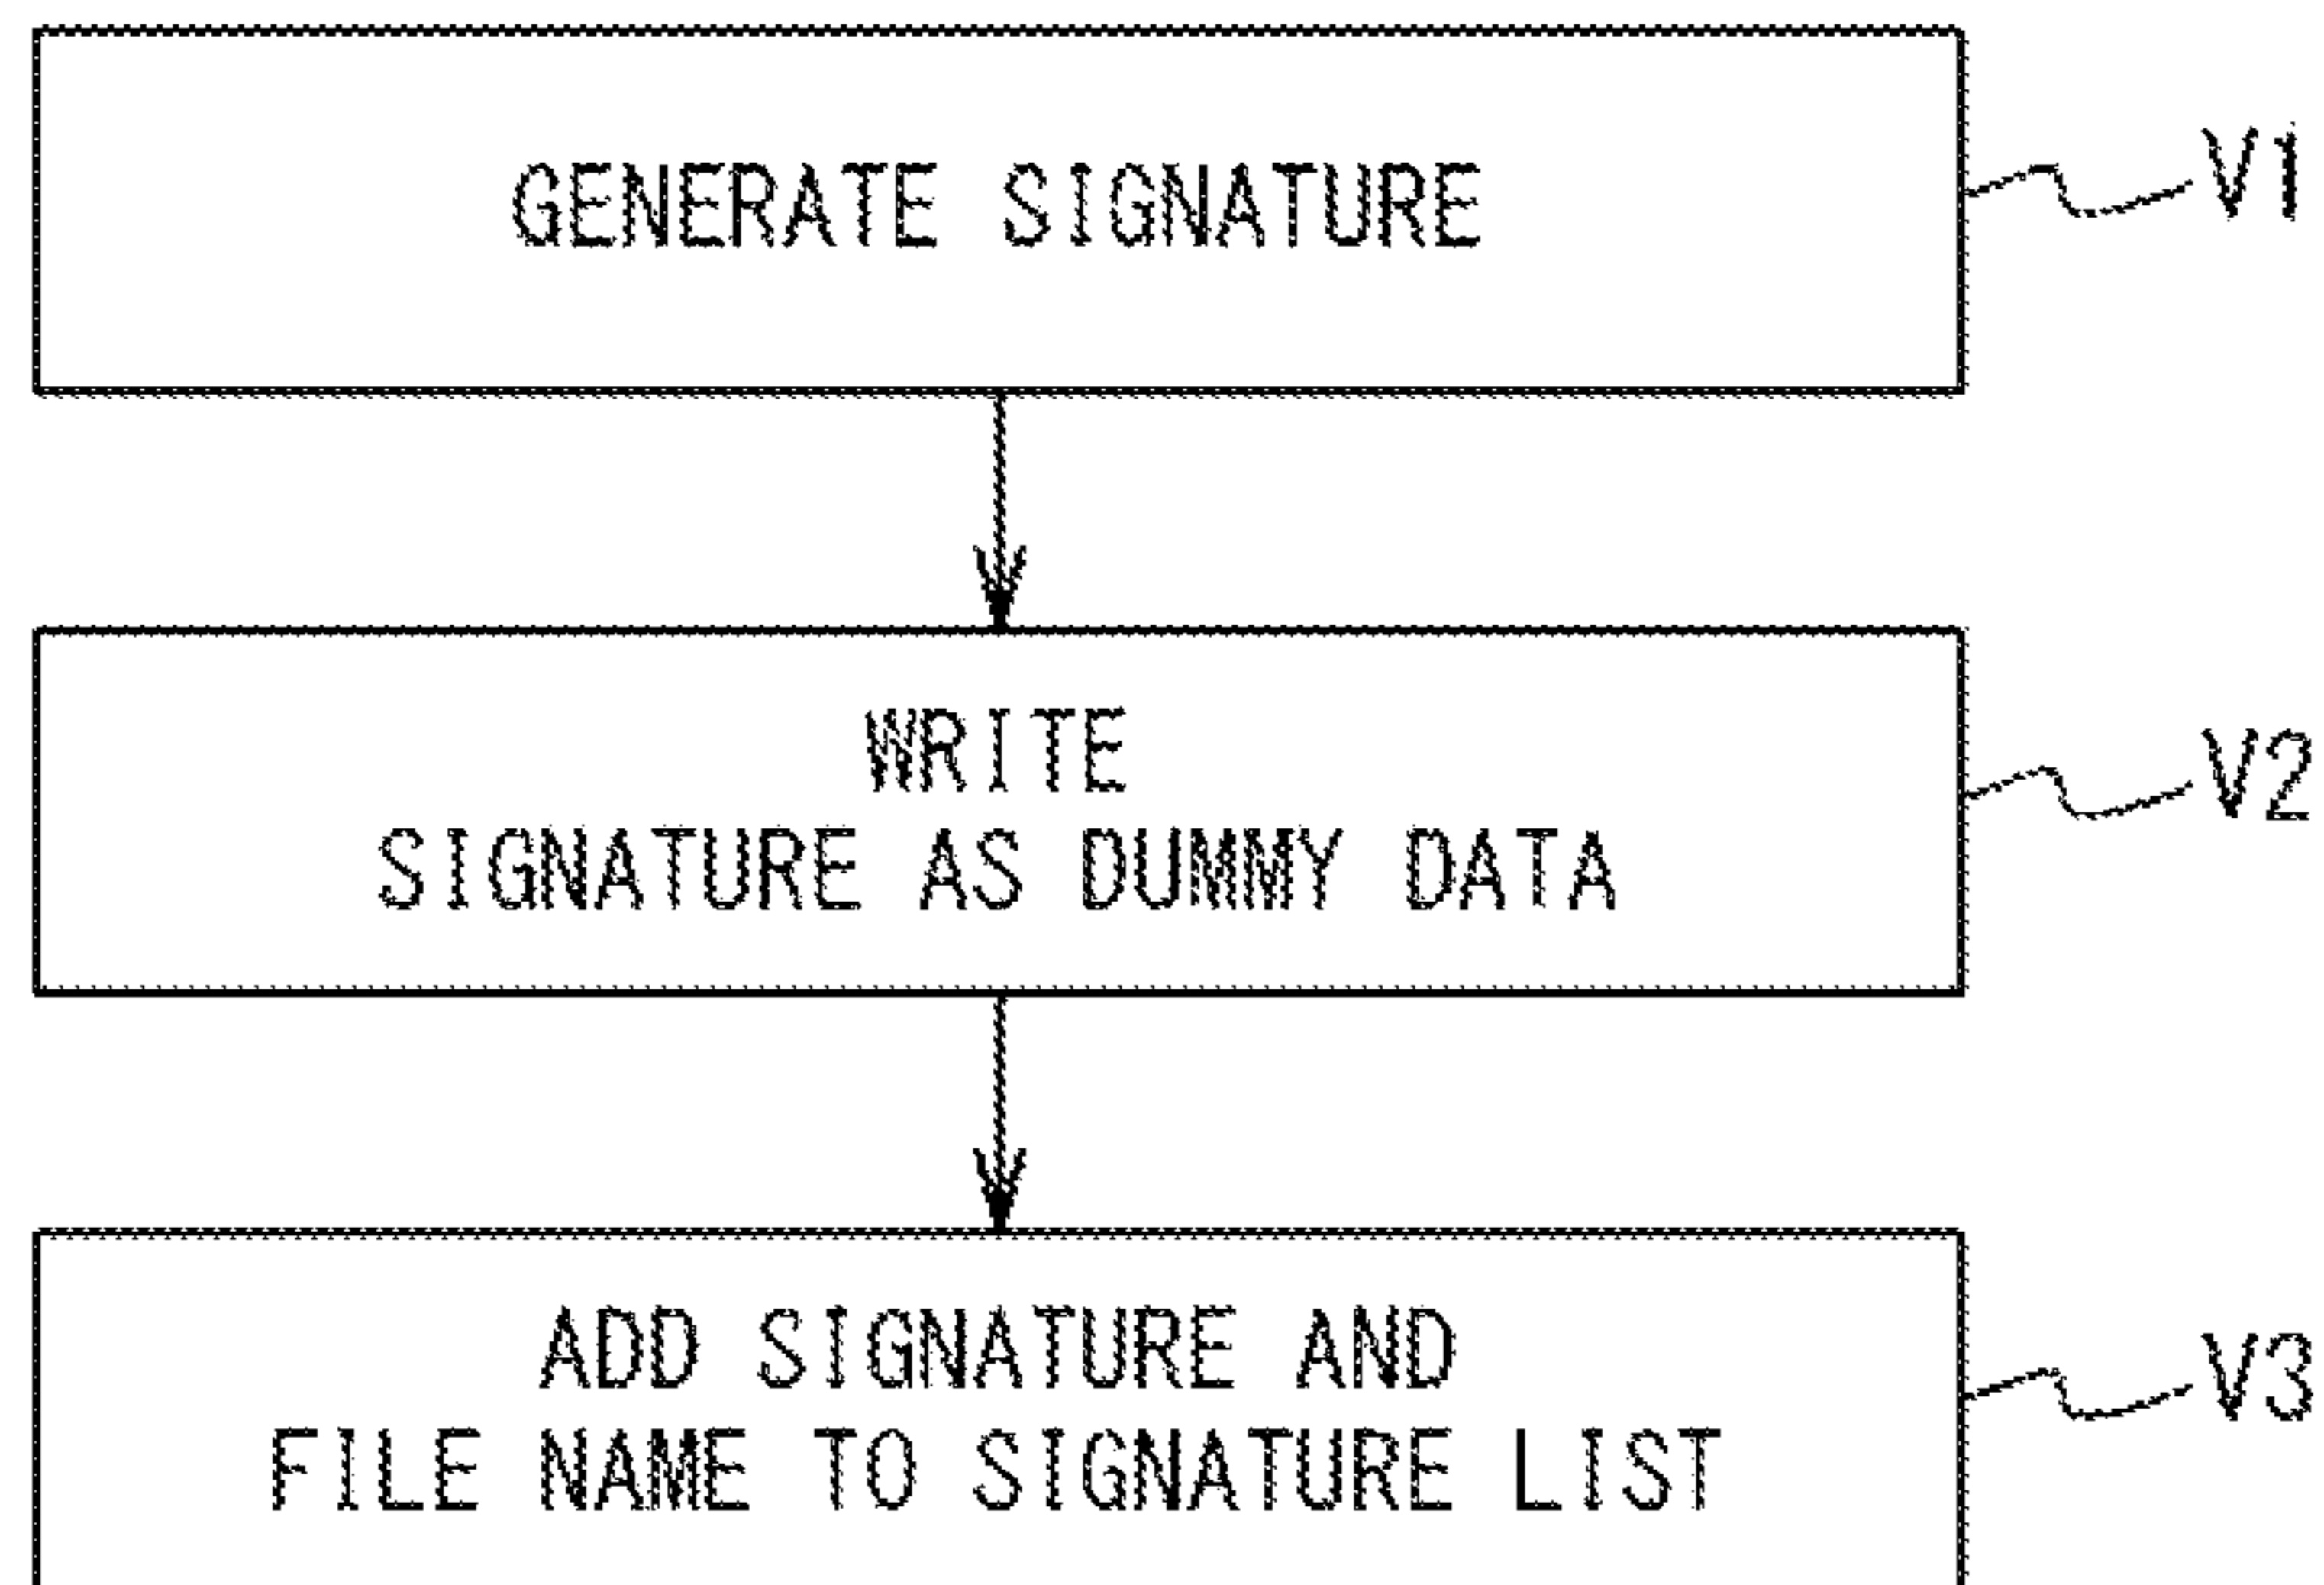 GENERATE SIGNATURE
V1
WRITE
SIGNATURE AS DUMMY DATA
V2
ADD SIGNATURE AND
FILE NAME TO SIGNATURE LIST
V3